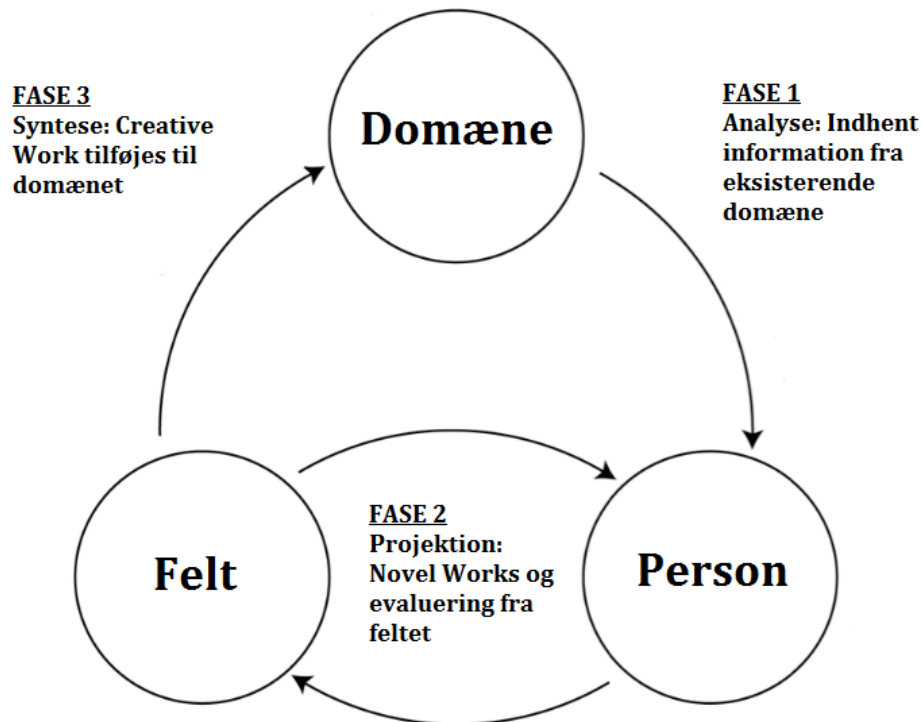 Domæne
FASE 3
Syntese: Creative
Work tilføjes til
domænet
FASE 1
Analyse: Indhent
information fra
eksisterende
domæne
FASE 2
Projektion:
Novel Works og
evaluering fra
feltet
Felt
Person